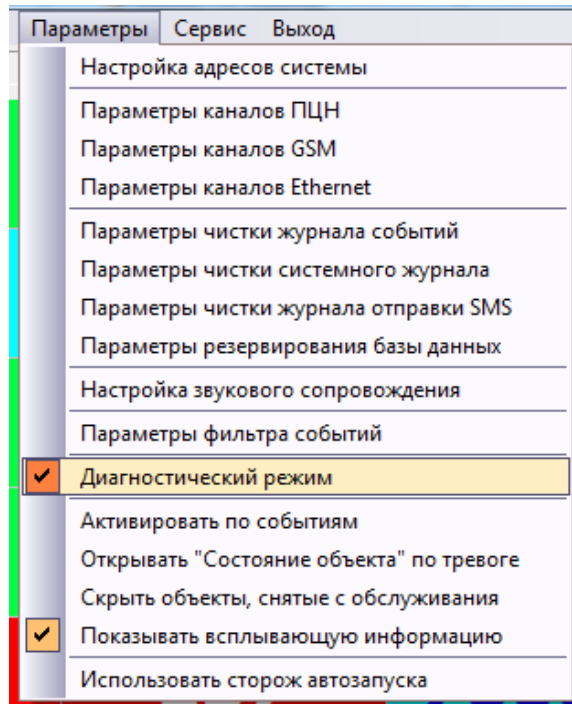 Параметры Сервис Выход
Настройка адресов системы
Параметры каналов ПЦН
Параметры каналов GSM
Параметры каналов Ethernet
Параметры чистки журнала событий
Параметры чистки системного журнала
Параметры чистки журнала отправки SMS
Параметры резервирования базы данных
Настройка звукового сопровождения
Параметры фильтра событий
Диагностический режим
Активировать по событиям
Открывать "Состояние объекта" по тревоге
Скрыть объекты, снятые с обслуживания
Показывать всплывающую информацию
Использовать сторож автозапуска